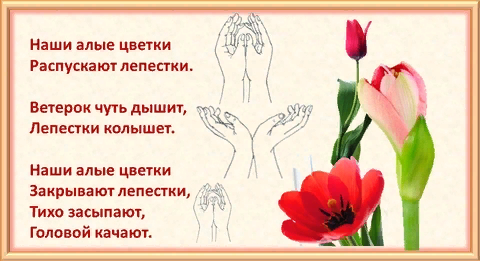 Наши алые цветки
Распускают лепестки.
Ветерок чуть дышит,
Лепестки колышет.
Наши алые цветки
Закрывают лепестки,
Тихо засыпают,
Головой качают.